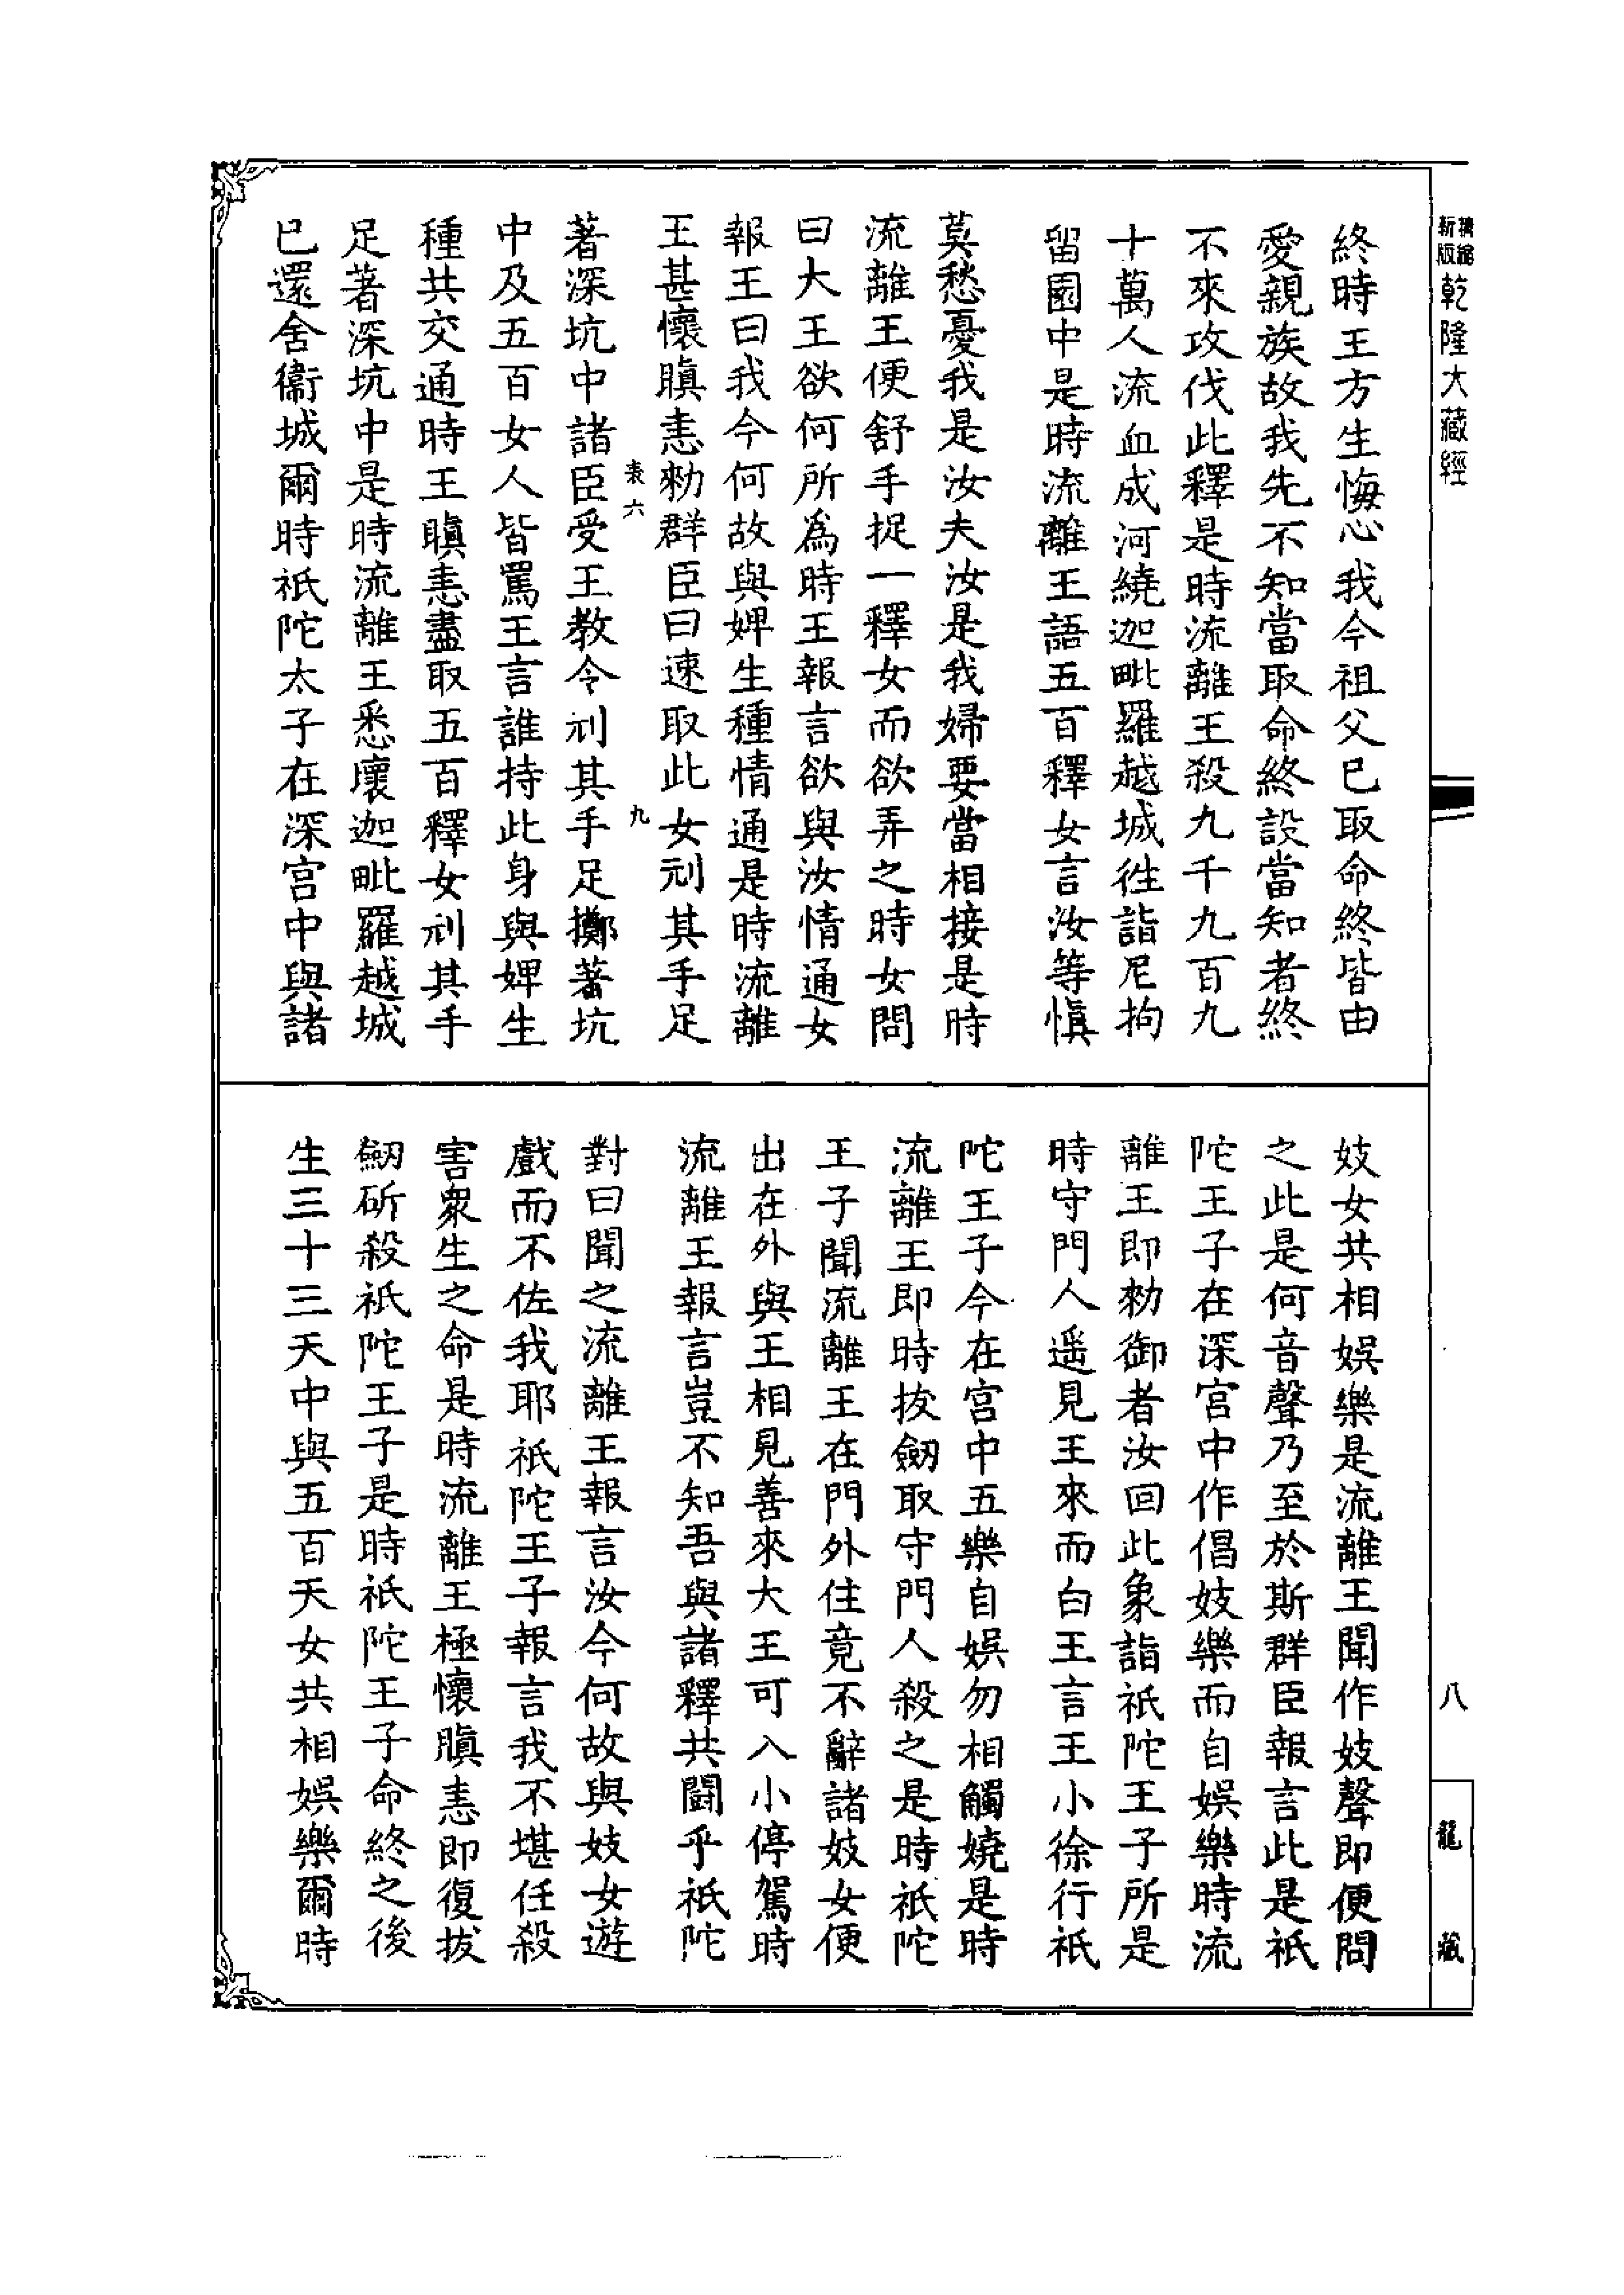 精縮
新版
乾隆大藏經
八
龍藏
終時王方生悔心我今祖父已取命終皆由
愛親族故我先不知當取命終設當知者終
不來攻伐此釋是時流離王殺九千九百九
十萬人流血成河繞迦毗羅越城徃詣尼拘
留園中是時流離王語五百釋女言汝等慎
莫愁憂我是汝夫汝是我婦要當相接是時
流離王便舒手捉一釋女而欲弄之時女問
曰大王欲何所為時王報言欲與汝情通女
報王曰我今何故與婢生種情通是時流離
王甚懷瞋恚勑群臣曰速取此女刖其手足
九
著深坑中諸臣受王教令刖其手足擲著坑
中及五百女人皆罵王言誰持此身與婢生
種共交通時王瞋恚盡取五百釋女刖其手
足著深坑中是時流離王悉壞迦毗羅越城
已還舍衞城爾時祇陀太子在深宮中與諸
妓女共相娛樂是流離王聞作妓聲即便問
之此是何音聲乃至於斯群臣報言此是祇
陀王子在深宮中作倡妓樂而自娛樂時流
離王即勑御者汝回此象詣祇陀王子所是
時守門人遥見王來而白王言王小徐行祇
陀王子今在宮中五樂自娛勿相觸嬈是時
流離王即時拔劒取守門人殺之是時祇陀
王子聞流離王在門外住竟不辭諸妓女便
出在外與王相見善來大王可入小停駕時
流離王報言豈不知吾與諸釋共鬪乎祇陀
對曰聞之流離王報言汝今何故與妓女遊
戲而不佐我耶祇陀王子報言我不堪任殺
害衆生之命是時流離王極懷瞋恚即復拔
劒斫殺祇陀王子是時祇陀王子命終之後
生三十三天中與五百天女共相娛樂爾時